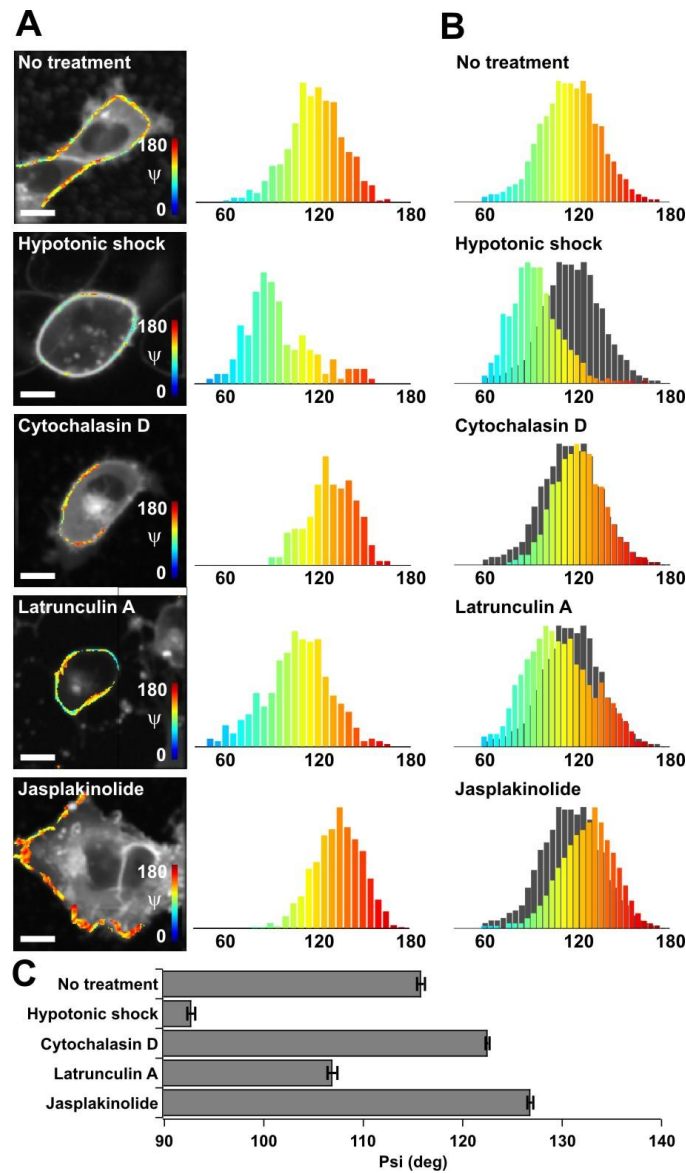 A
B
No treatment
180
ψ
0
60 120 180
No treatment
60 120 180
Hypotonic shock
180
ψ
0
60 120 180
Hypotonic shock
60 120 180
Cytochalasin D
180
ψ
0
60 120 180
Cytochalasin D
60 120 180
Latrunculin A
180
ψ
0
60 120 180
Latrunculin A
60 120 180
Jasplakinolide
180
ψ
0
60 120 180
Jasplakinolide
60 120 180
C
No treatment
Hypotonic shock
Cytochalasin D
Latrunculin A
Jasplakinolide
90 100 110 120 130 140
Psi (deg)